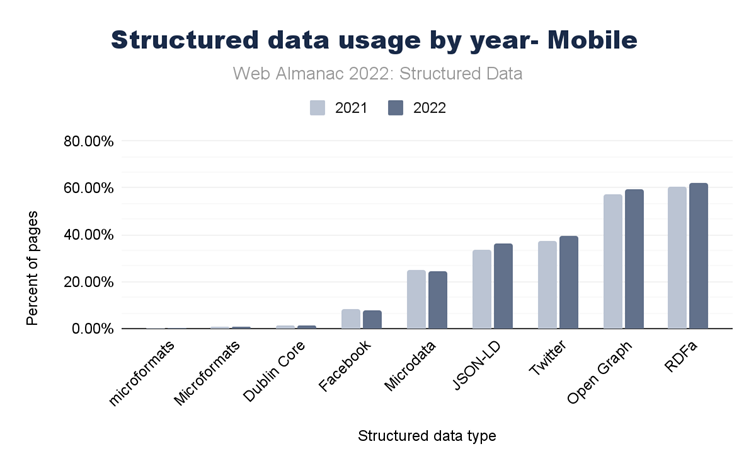 Structured data usage by year- Mobile
Web Almanac 2022: Structured Data
2021
2022
80.00%
60.00%
40.00%
20.00%
0.00%
Percent of pages
microformats
Microformats
Dublin Core
Facebook
Microdata
JSON-LD
Twitter
Open Graph
RDFa
Structured data type